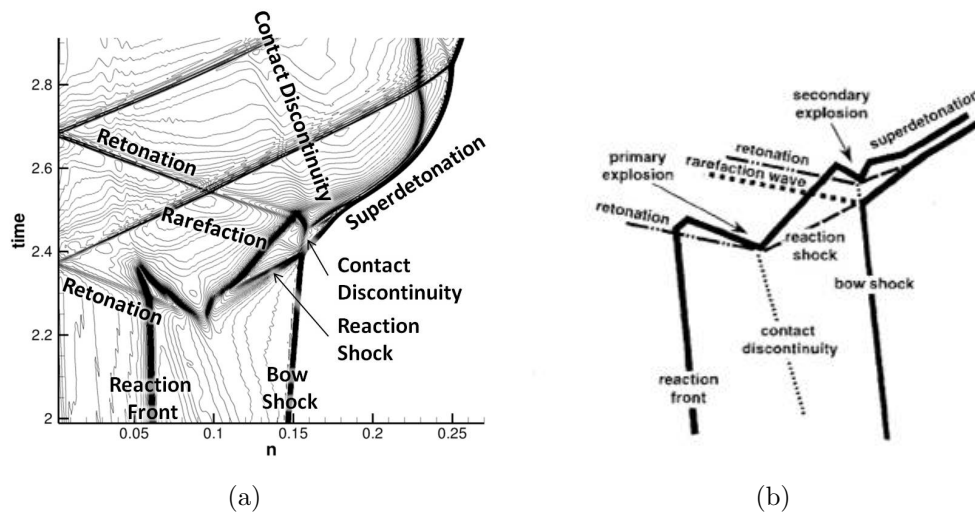 Contact Discontinuity
2.8
Retonation
Superdetonation
2.6
time
Rarefaction
2.4
Retonation
Contact
Discontinuity
Reaction
Shock
2.2
Reaction
Front
Bow
Shock
2
0.05
0.1
0.15
0.2
0.25
n
(a)
secondary
explosion
superdetonation
primary
explosion
retonation
rarefaction wave
retonation
reaction
shock
bow shock
contact
discontinuity
reaction
front
(b)